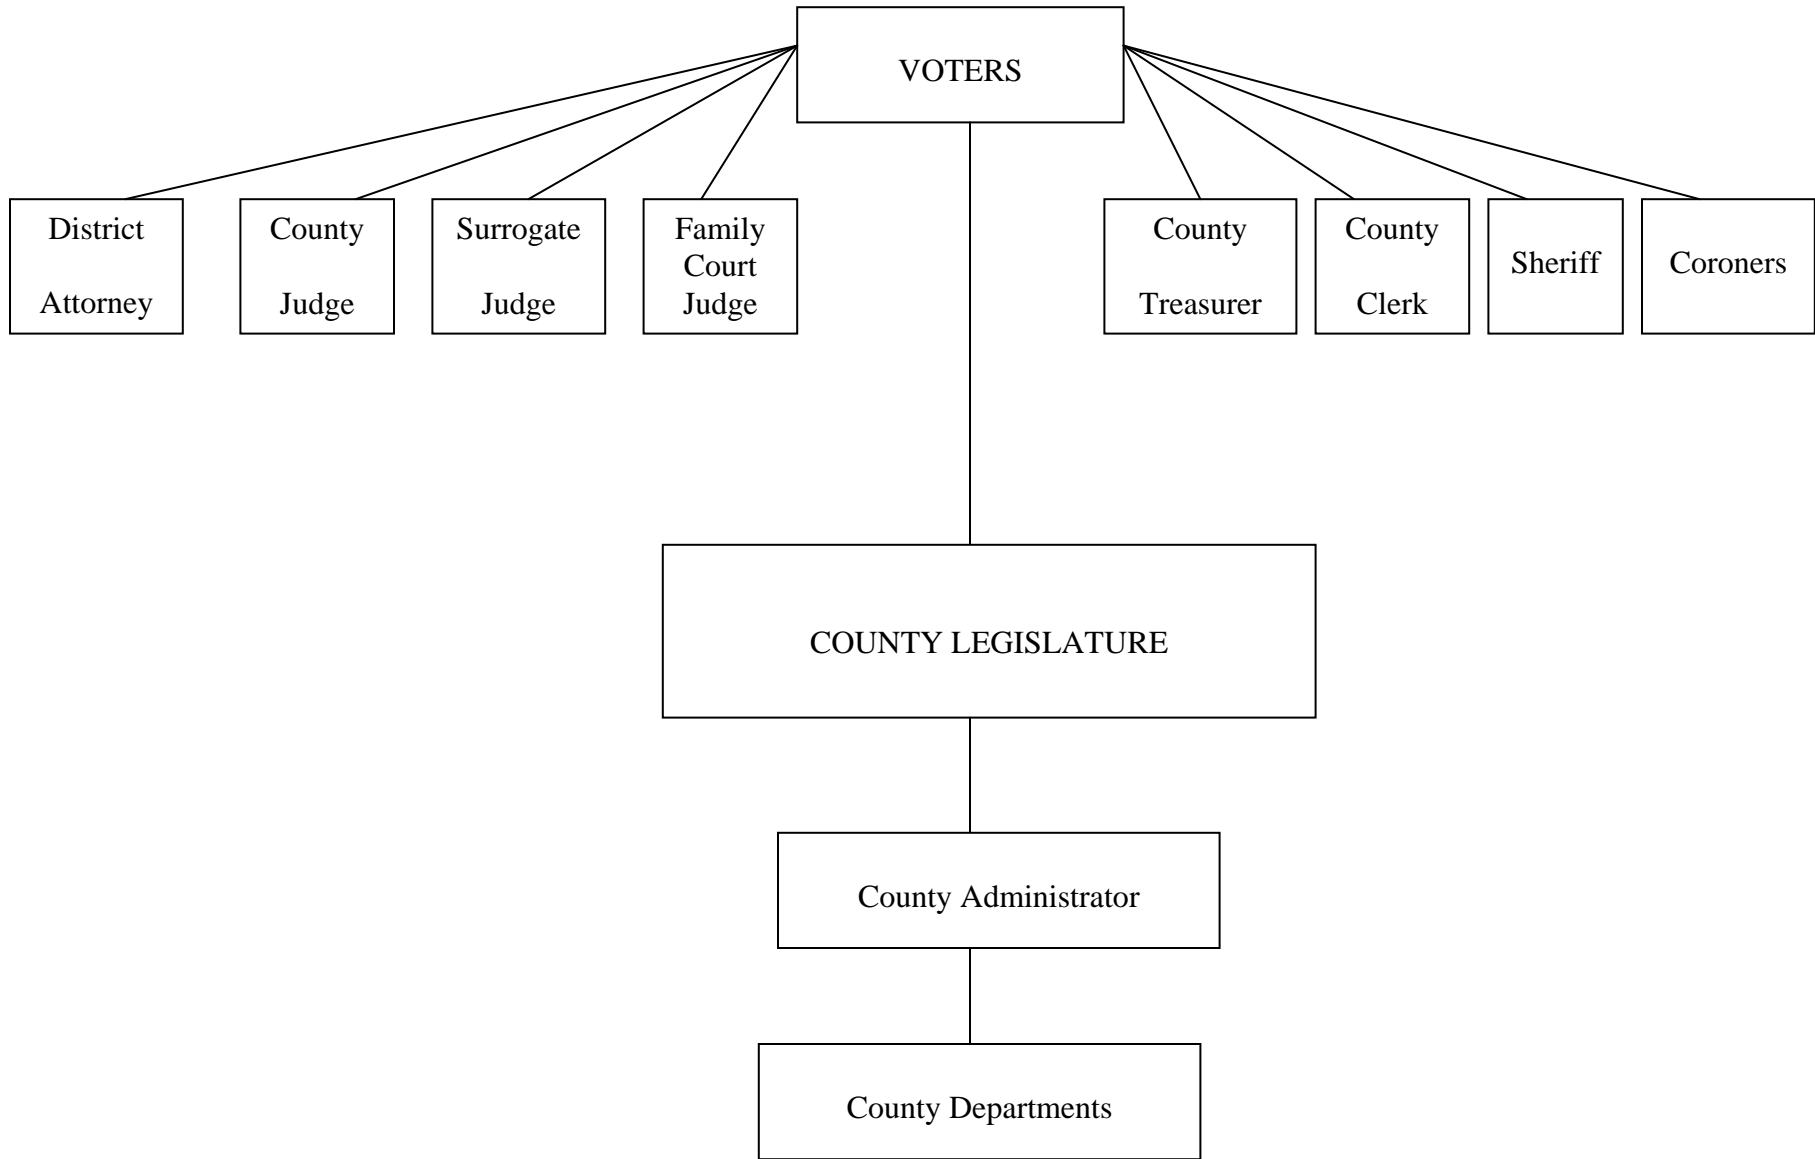 VOTERS
District
Attorney
County
Judge
Surrogate
Judge
Family
Court
Judge
County
Treasurer
County
Clerk
Sheriff
Coroners
COUNTY LEGISLATURE
County Administrator
County Departments